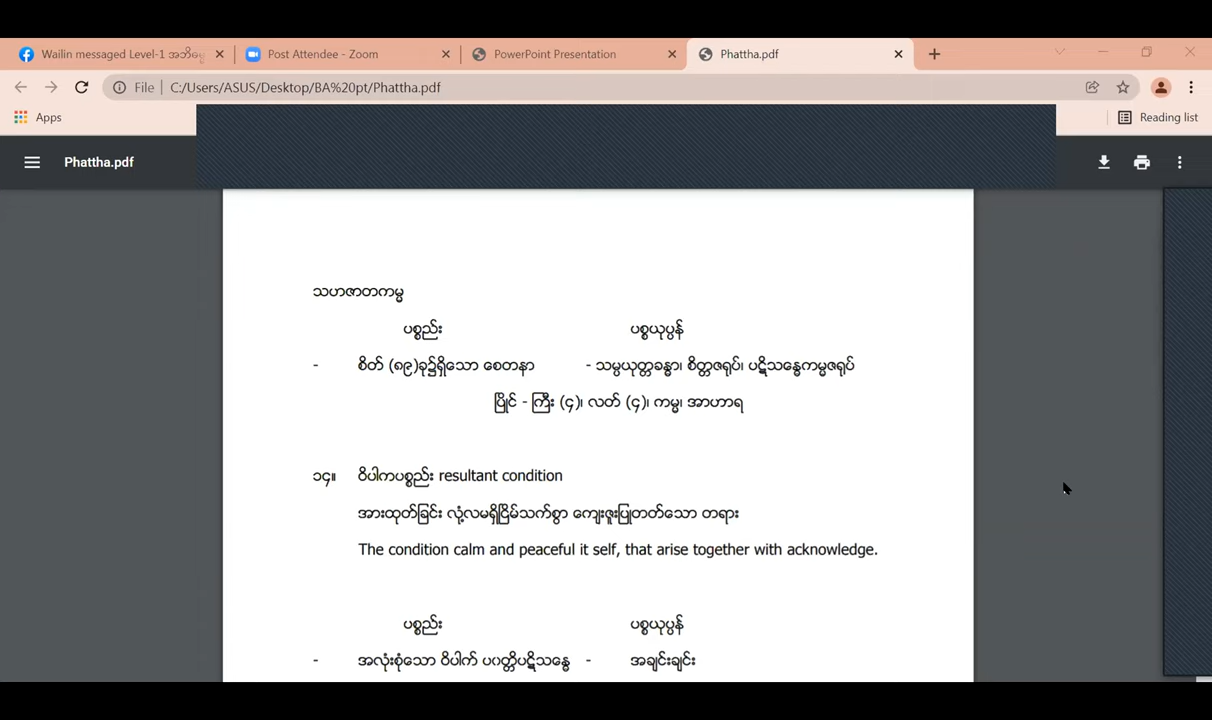 Wailin messaged Level-1 အဘိဓမ္မ
Post Attendee - Zoom
PowerPoint Presentation
Phattha.pdf
File C:/Users/ASUS/Desktop/BA%20pt/Phattha.pdf
Apps
Reading list
Phattha.pdf
သဟဇာတကမ္မ
ပစ္စည်း ပစ္စယုပ္ပန်
- စိတ် (၈၉)ခု၌ရှိသော စေတနာ - သမ္ပယုတ္တခန္ဓာ၊ စိတ္တဇရုပ်၊ ပဋိသန္ဓေကမ္မဇရုပ်
ပြိုင် - ကြီး (၄)၊ လတ် (၄)၊ ကမ္မ၊ အာဟာရ
၁၄။ ဝိပါကပစ္စည်း resultant condition
အားထုတ်ခြင်း လုံ့လမရှိငြိမ်သက်စွာ ကျေးဇူးပြုတတ်သော တရား
The condition calm and peaceful it self, that arise together with acknowledge.
ပစ္စည်း ပစ္စယုပ္ပန်
- အလုံးစုံသော ဝိပါက် ပဝတ္တိပဋိသန္ဓေ - အချင်းချင်း